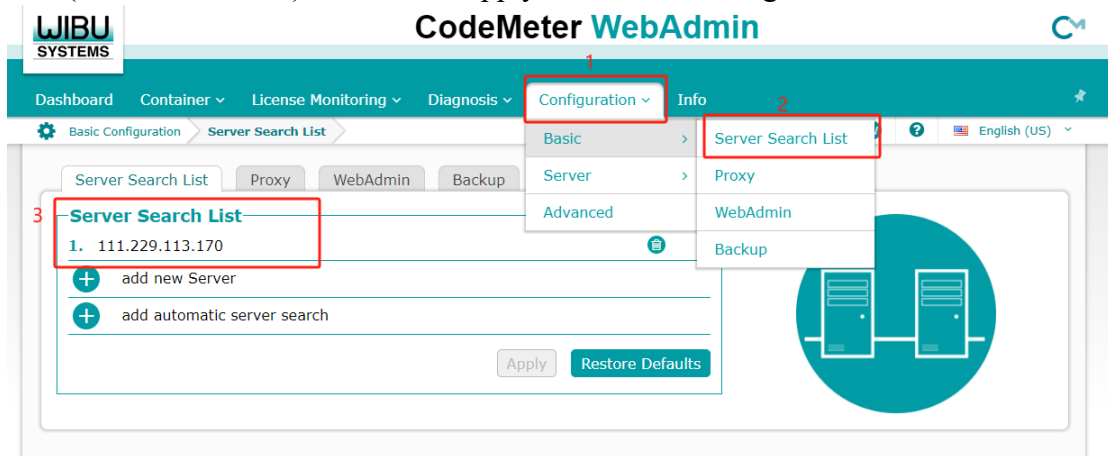 WIBU
SYSTEMS
CodeMeter WebAdmin
1
Dashboard Container License Monitoring Diagnosis Configuration Info
2
Basic Configuration Server Search List
English (US)
Basic
Server Search List
Server
Proxy
Advanced
WebAdmin
Backup
Server Search List Proxy WebAdmin Backup
3
Server Search List
1. 111.229.113.170
add new Server
add automatic server search
Apply Restore Defaults